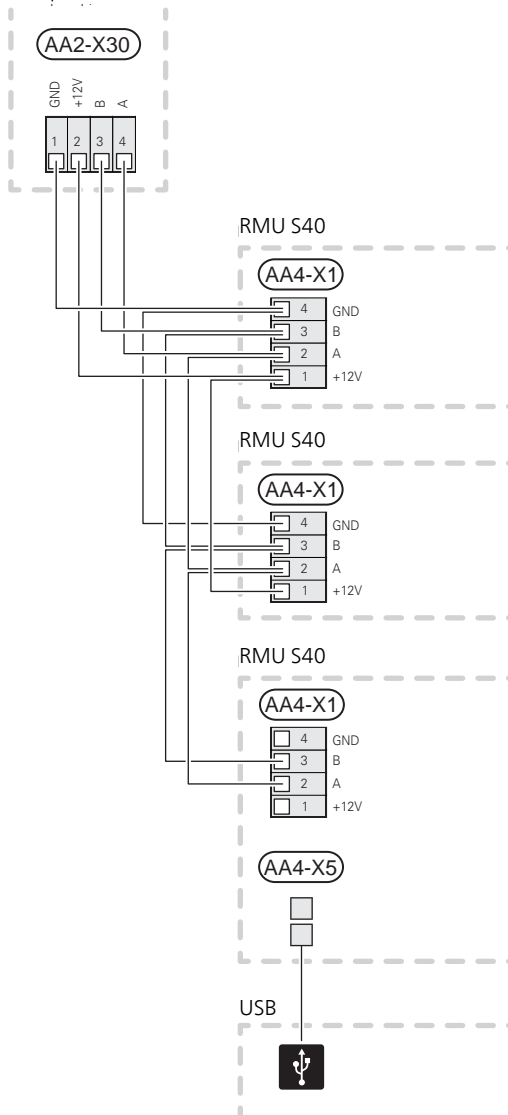 AA2-X30
GND
+12V
B
A
1 2 3 4
RMU S40
AA4-X1
4 GND
3 B
2 A
1 +12V
RMU S40
AA4-X1
4 GND
3 B
2 A
1 +12V
RMU S40
AA4-X1
4 GND
3 B
2 A
1 +12V
AA4-X5
USB